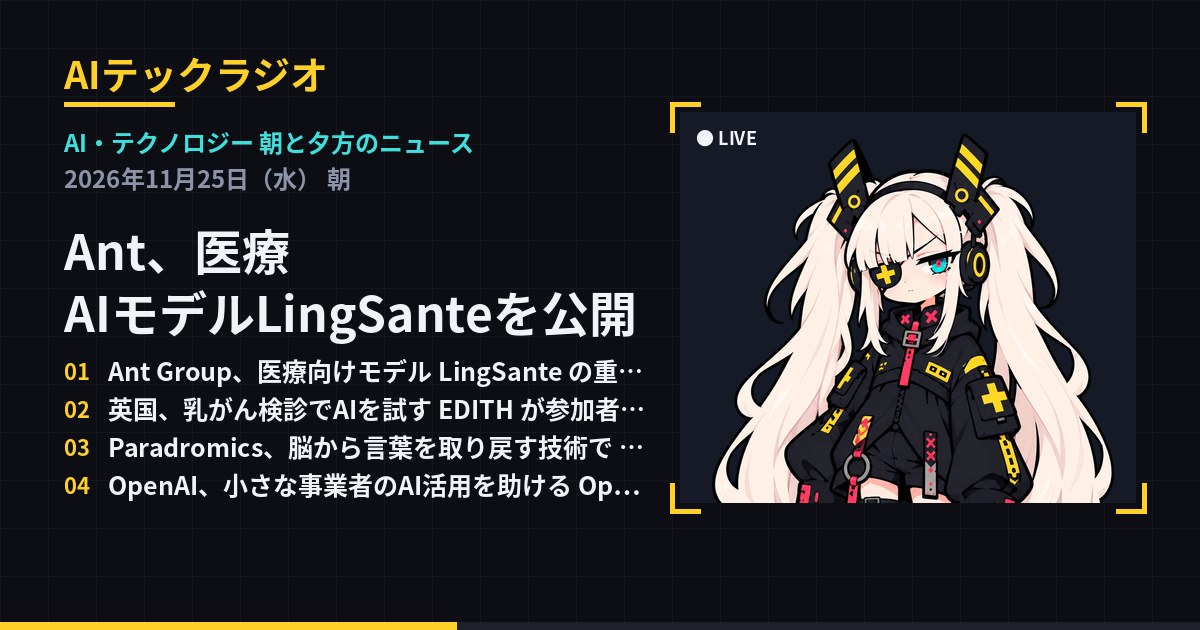 AIテックラジオ
AI・テクノロジー 朝と夕方のニュース
2026年11月25日（水） 朝
Ant、医療
AIモデルLingSanteを公開
01 Ant Group、医療向けモデル LingSante の重…
02 英国、乳がん検診でAIを試す EDITH が参加者…
03 Paradromics、脳から言葉を取り戻す技術で …
04 OpenAI、小さな事業者のAI活用を助ける Op…
LIVE